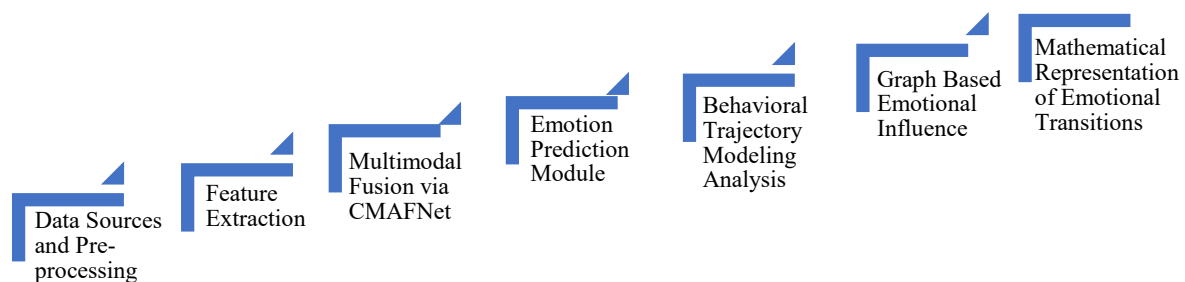 Data Sources
and Pre-
processing
Feature
Extraction
Multimodal
Fusion via
CMAFNet
Emotion
Prediction
Module
Behavioral
Trajectory
Modeling
Analysis
Graph Based
Emotional
Influence
Mathematical
Representation
of Emotional
Transitions